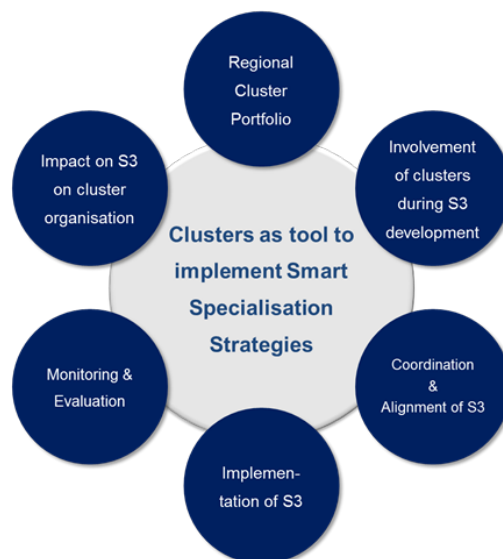 Regional
Cluster
Portfolio
Impact on S3
on cluster
organisation
Involvement
of clusters
during S3
development
Clusters as tool to
implement Smart
Specialisation
Strategies
Monitoring &
Evaluation
Coordination
&
Alignment of S3
Implemen-
tation of S3